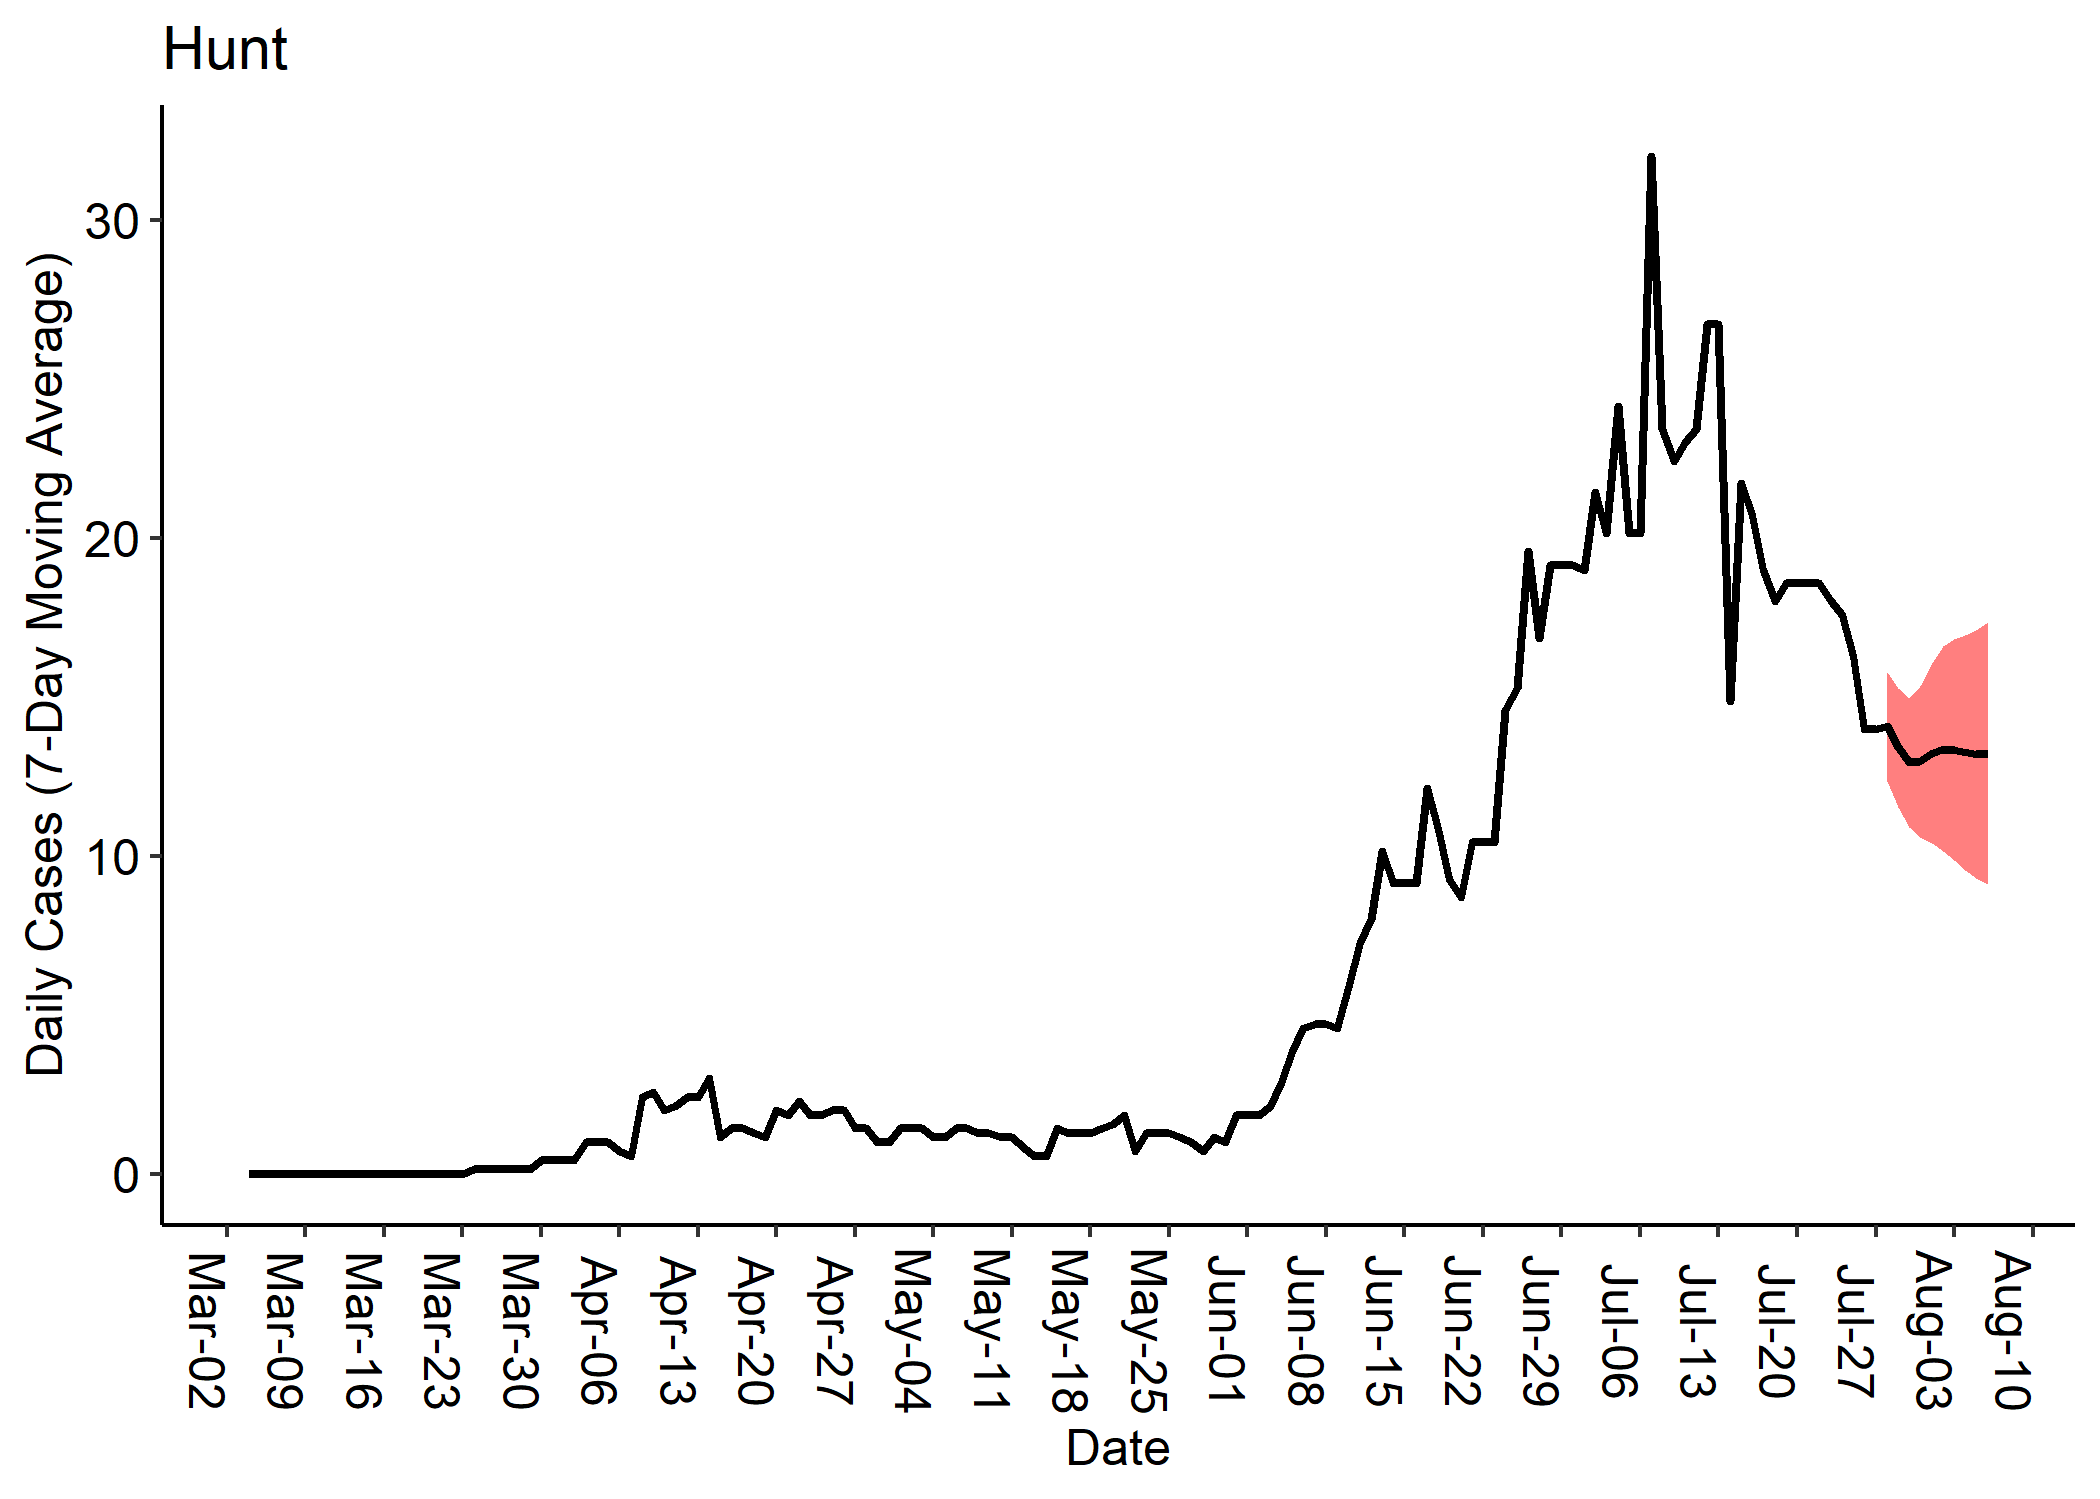 Hunt
Daily Cases (7-Day Moving Average)
30
20
10
0
Mar-02
Mar-09
Mar-16
Mar-23
Mar-30
Apr-06
Apr-13
Apr-20
Apr-27
May-04
May-11
May-18
May-25
Jun-01
Jun-08
Jun-15
Jun-22
Jun-29
Jul-06
Jul-13
Jul-20
Jul-27
Aug-03
Aug-10
Date